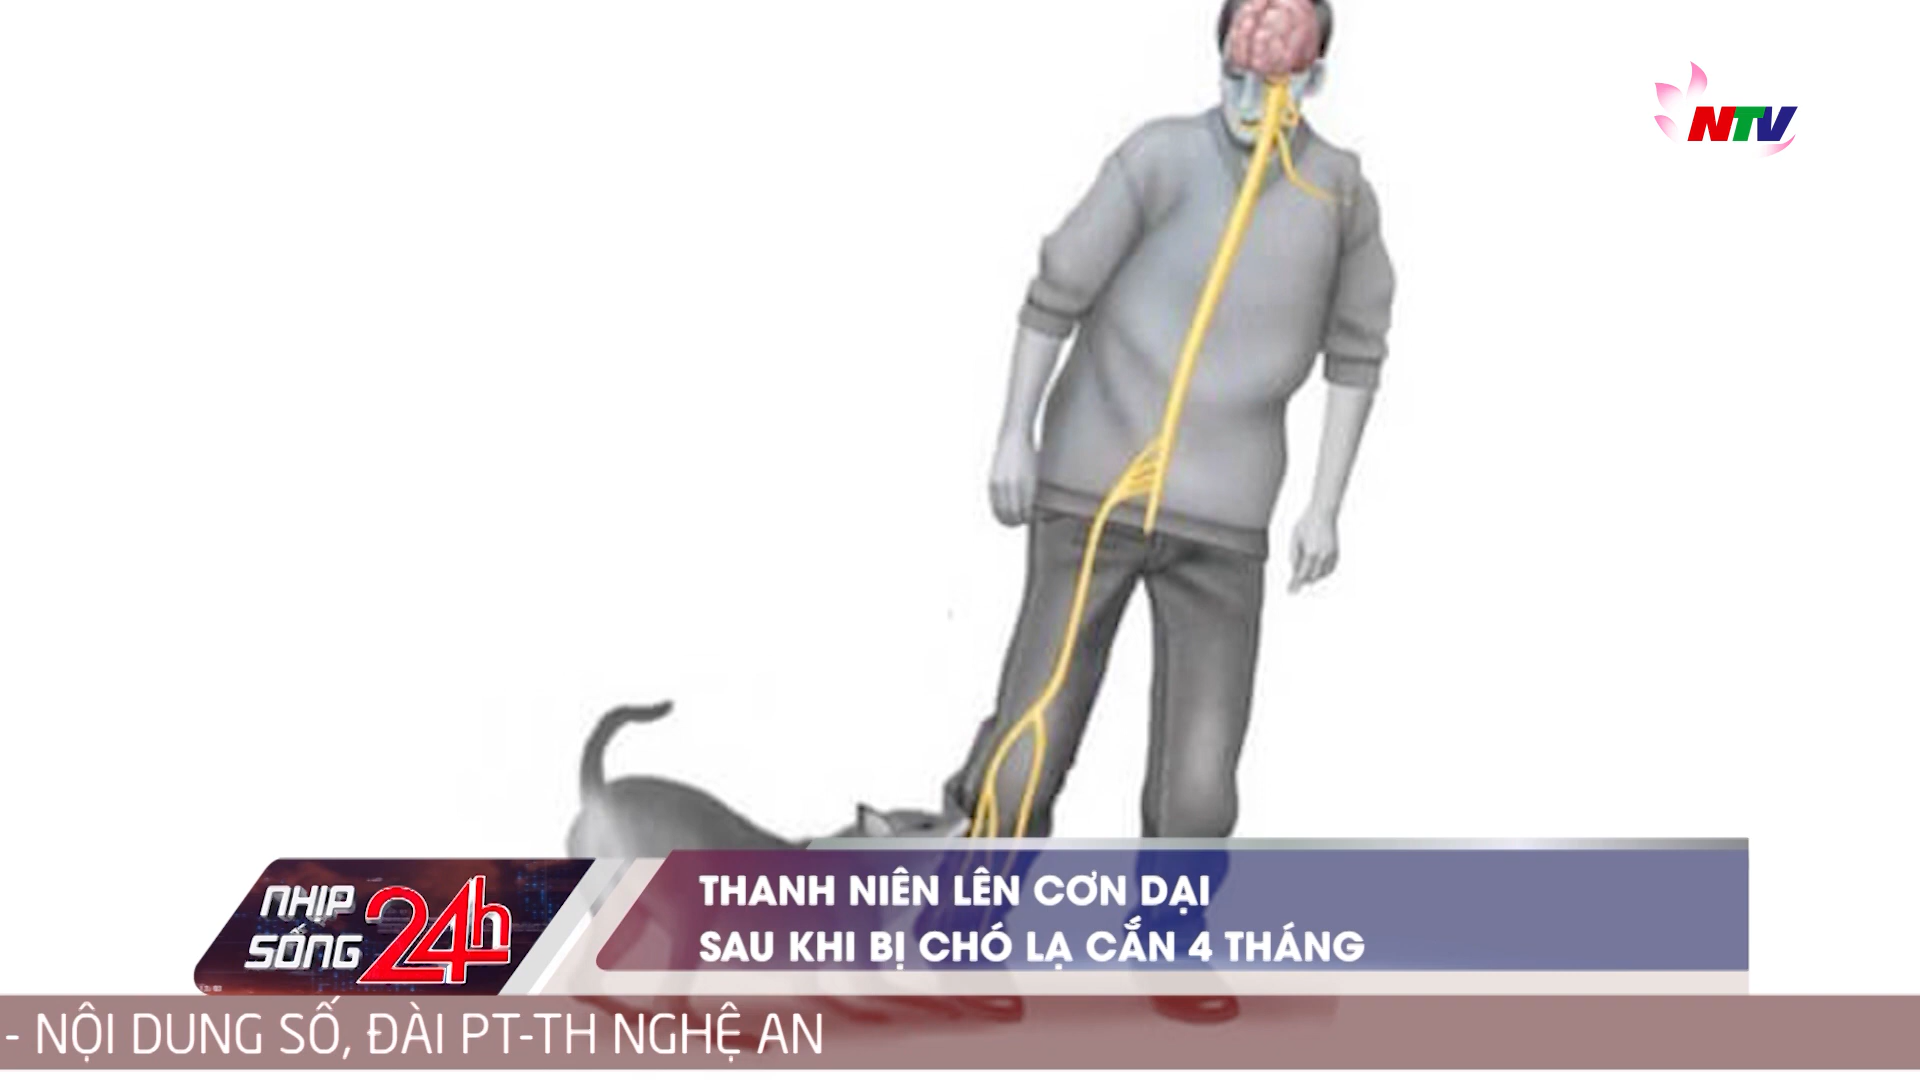 NTV
THANH NIÊN LÊN CƠN DẠI
SAU KHI BỊ CHÓ LẠ CẮN 4 THÁNG
NHỊP
SỐNG
24h
- NỘI DUNG SỐ, ĐÀI PT-TH NGHỆ AN